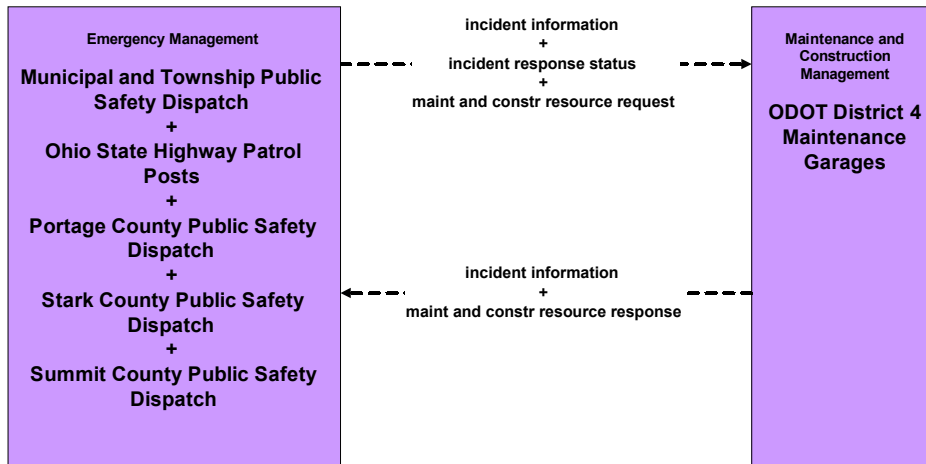 Emergency Management
Municipal and Township Public
Safety Dispatch
+
Ohio State Highway Patrol
Posts
+
Portage County Public Safety
Dispatch
+
Stark County Public Safety
Dispatch
+
Summit County Public Safety
Dispatch
incident information
+
incident response status
+
maint and constr resource request
incident information
+
maint and constr resource response
Maintenance and
Construction
Management
ODOT District 4
Maintenance
Garages